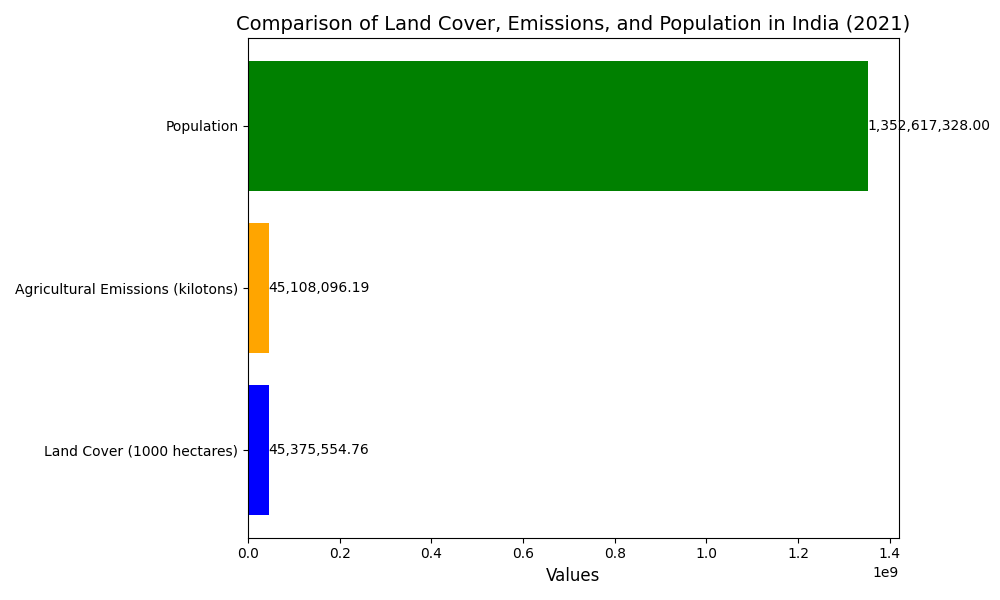 Comparison of Land Cover, Emissions, and Population in India (2021)
Population
1,352,617,328.00
Agricultural Emissions (kilotons)
45,108,096.19
Land Cover (1000 hectares)
45,375,554.76
0.0 0.2 0.4 0.6 0.8 1.0 1.2 1.4
1e9
Values